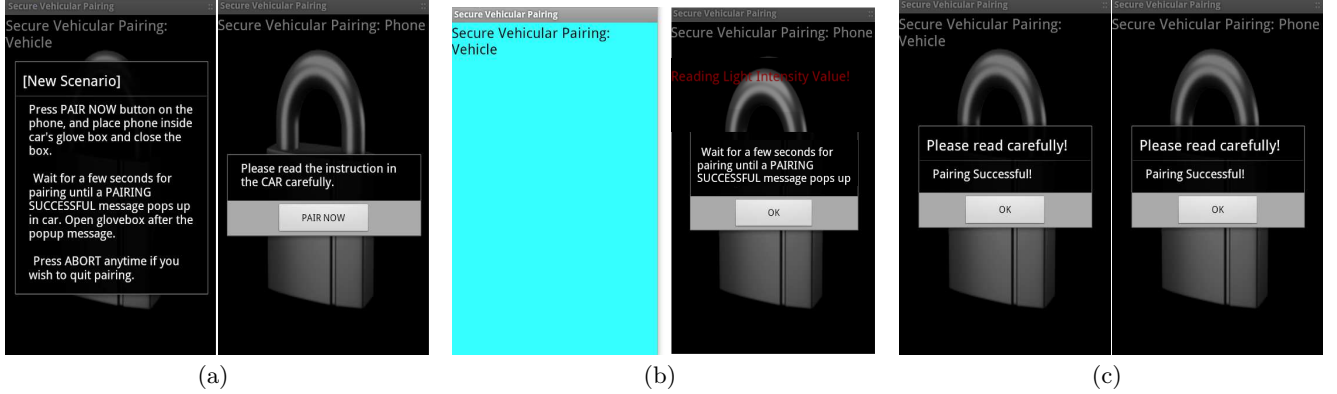 Secure Vehicular Pairing
Secure Vehicular Pairing:
Vehicle
[New Scenario]
Press PAIR NOW button on the
phone, and place phone inside
car's glove box and close the
box.
Wait for a few seconds for
pairing until a PAIRING
SUCCESSFUL message pops up
in car. Open glovebox after the
popup message.
Press ABORT anytime if you
wish to quit pairing.
Secure Vehicular Pairing
Secure Vehicular Pairing: Phone
Please read the instruction in
the CAR carefully.
PAIR NOW
(a)
Secure Vehicular Pairing
Secure Vehicular Pairing:
Vehicle
Secure Vehicular Pairing
Secure Vehicular Pairing: Phone
Reading Light Intensity Value!
Wait for a few seconds for
pairing until a PAIRING
SUCCESSFUL message pops up
OK
(b)
Secure Vehicular Pairing
Secure Vehicular Pairing:
Vehicle
Please read carefully!
Pairing Successful!
OK
Secure Vehicular Pairing
Secure Vehicular Pairing: Phone
Please read carefully!
Pairing Successful!
OK
(c)